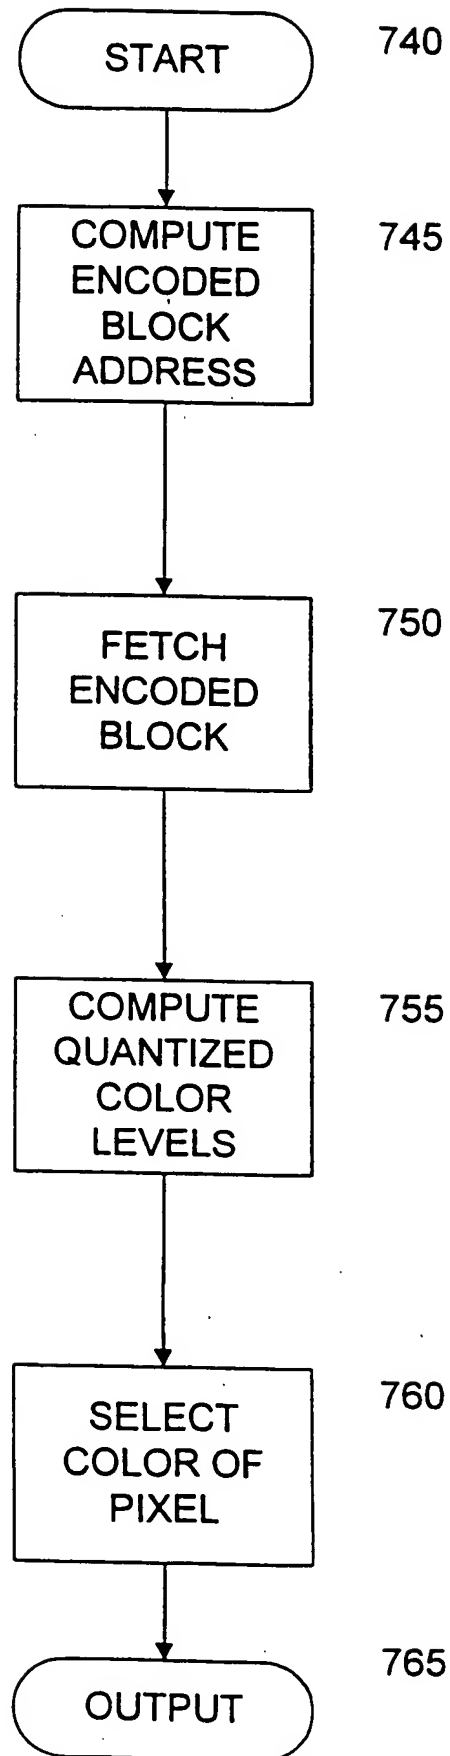 START 740
COMPUTE 745
ENCODED
BLOCK
ADDRESS
FETCH 750
ENCODED
BLOCK
COMPUTE 755
QUANTIZED
COLOR
LEVELS
SELECT 760
COLOR OF
PIXEL
OUTPUT 765